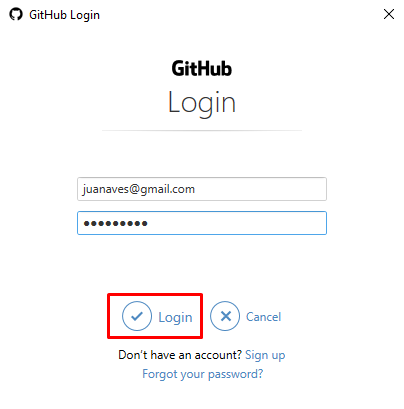 GitHub Login
GitHub
Login
juanaves@gmail.com
●●●●●●●●●
Login Cancel
Don't have an account? Sign up
Forgot your password?